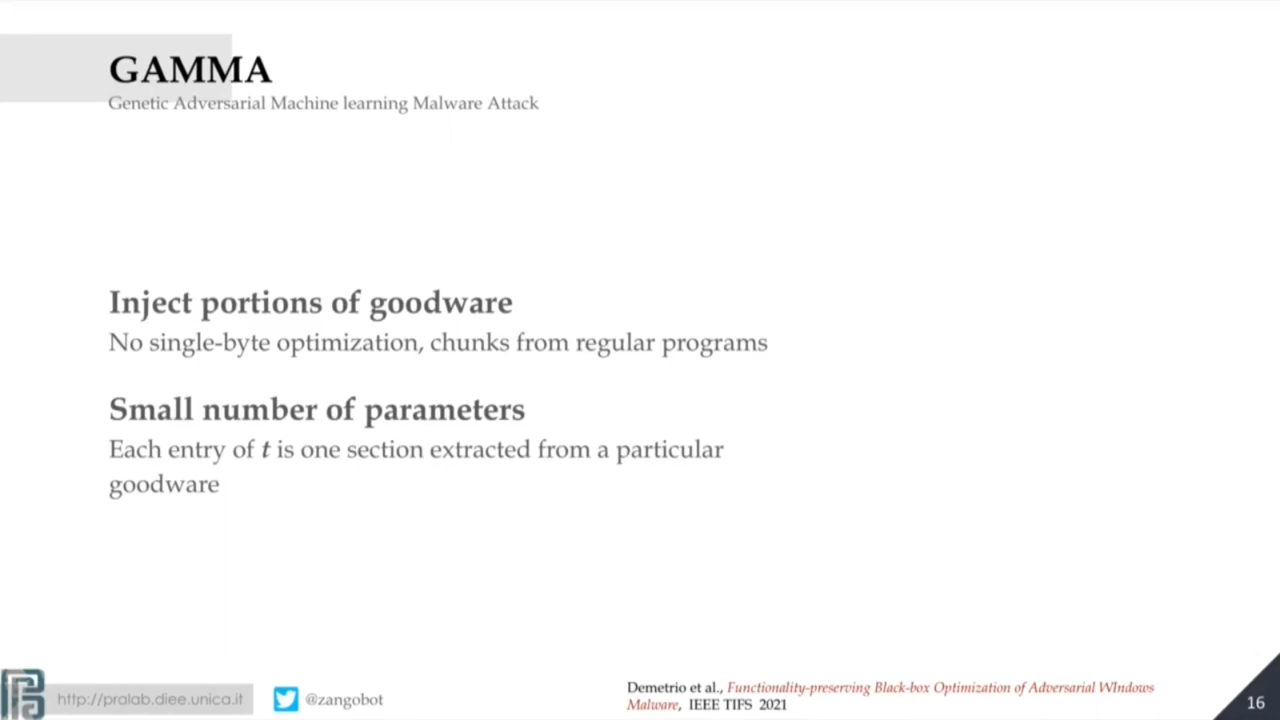 GAMMA
Genetic Adversarial Machine learning Malware Attack
Inject portions of goodware
No single-byte optimization, chunks from regular programs
Small number of parameters
Each entry of t is one section extracted from a particular
goodware
http://pralab.diee.unica.it
@zangobot
Demetrio et al., Functionality-preserving Black-box Optimization of Adversarial WIndows
Malware, IEEE TIFS 2021
16